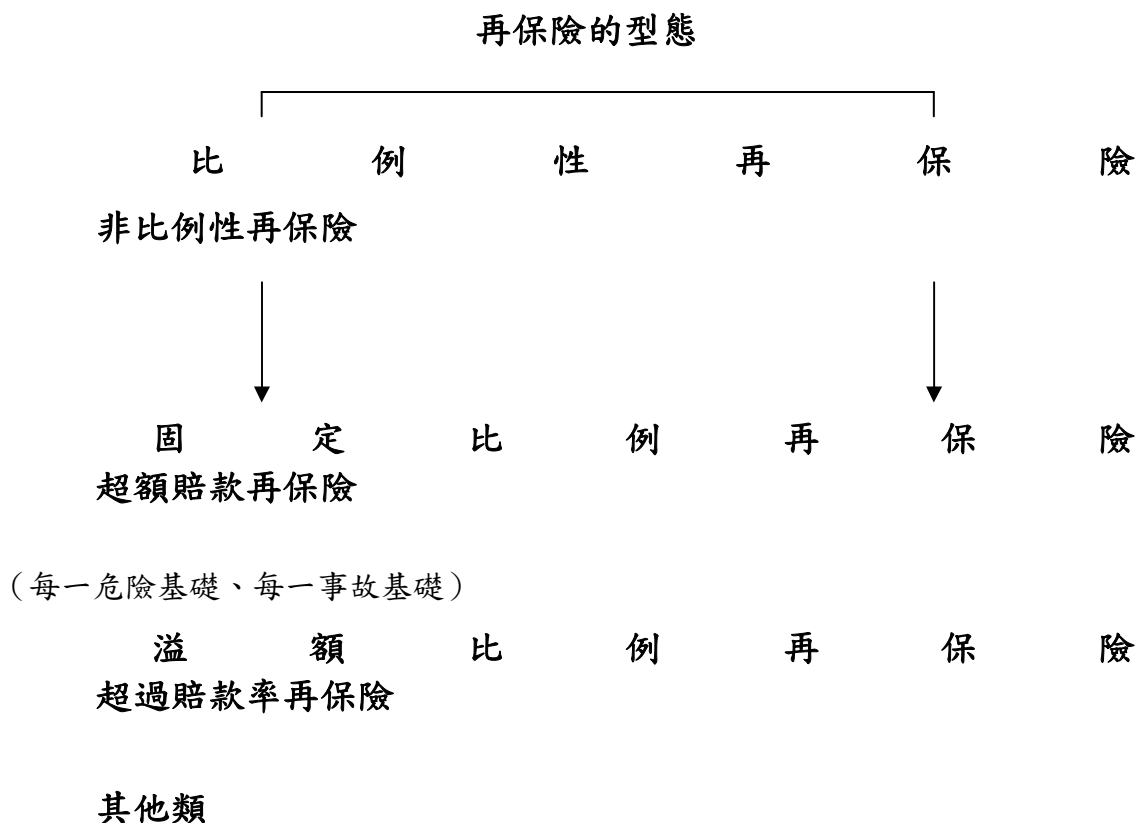 再保險的型態
比例性再保險
非比例性再保險
固定比例再保險
超額賠款再保險
（每一危險基礎、每一事故基礎）
溢額比例再保險
超過賠款率再保險
其他類